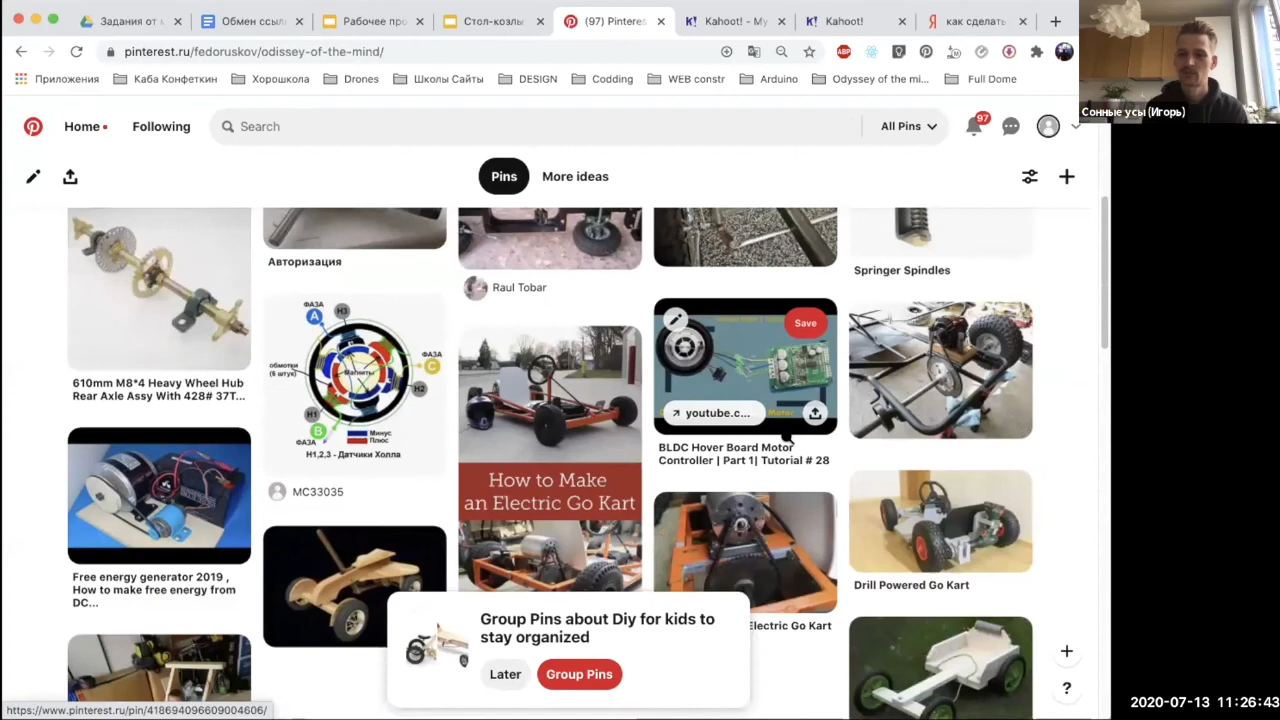 Задания от м
Обмен ссыл
Рабочее про
Стол-козлы
(97) Pinteres
Kahoot! - My
Kahoot!
как сделать
pinterest.ru/fedoruskov/odissey-of-the-mind/
Приложения
Каба Конфеткин
Хорошкола
Drones
Школы Сайты
DESIGN
Codding
WEB constr
Arduino
Odyssey of the mi...
Full Dome
Сонные усы (Игорь)
Home
Following
Search
All Pins
97
Pins
More ideas
Авторизация
Raul Tobar
Springer Spindles
610mm M8*4 Heavy Wheel Hub
Rear Axle Assy With 428# 37T...
ФАЗА
A
H3
ФАЗА
C
обмотки
(6 штук)
Магниты
H2
H1
B
ФАЗА
Минус
Плюс
H1,2,3 - Датчики Холла
MC33035
How to Make
an Electric Go Kart
Save
youtube.c...
Motor
BLDC Hover Board Motor
Controller | Part 1| Tutorial # 28
Free energy generator 2019 ,
How to make free energy from
DC...
Electric Go Kart
Drill Powered Go Kart
Group Pins about Diy for kids to
stay organized
Later
Group Pins
?
https://www.pinterest.ru/pin/418694096609004606/
2020-07-13 11:26:43